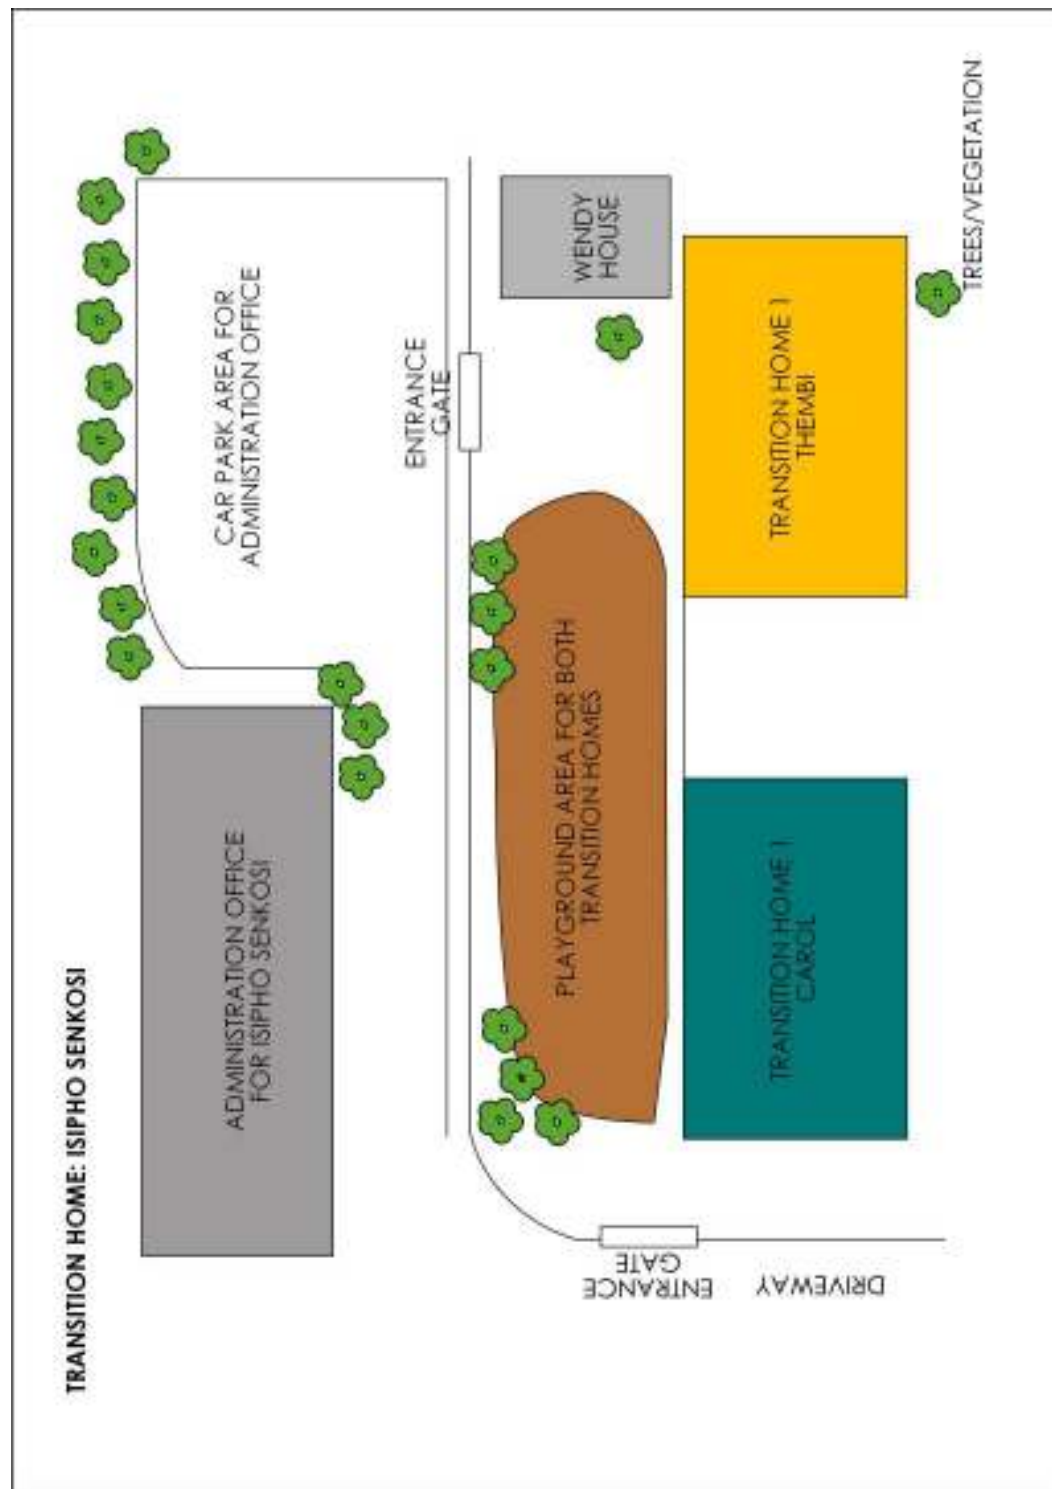 TRANSITION HOME: ISIPHO SENKOSI
ADMINISTRATION OFFICE
FOR ISIPHO SENKOSI
CAR PARK AREA FOR
ADMINISTRATION OFFICE
ENTRANCE
GATE
WENDY
HOUSE
PLAYGROUND AREA FOR BOTH
TRANSITION HOMES
ENTRANCE
GATE
DRIVEWAY
TRANSITION HOME 1
CAROL
TRANSITION HOME 1
THEMBI
TREES/VEGETATION